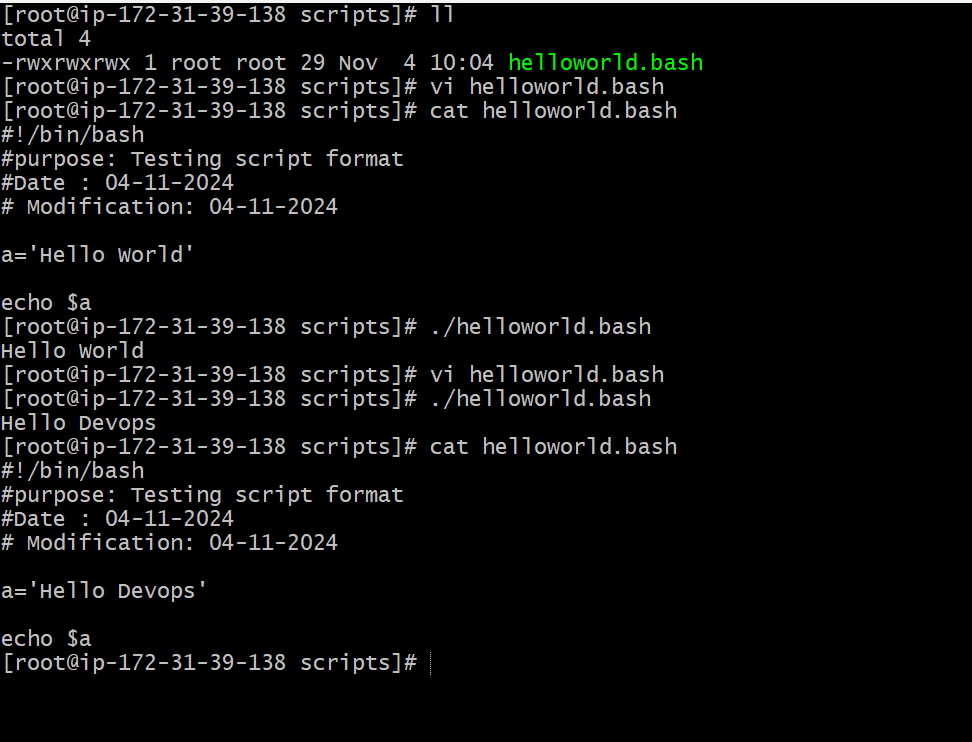 [root@ip-172-31-39-138 scripts]# ll
total 4
-rwxrwxrwx 1 root root 29 Nov  4 10:04 helloworld.bash
[root@ip-172-31-39-138 scripts]# vi helloworld.bash
[root@ip-172-31-39-138 scripts]# cat helloworld.bash
#!/bin/bash
#purpose: Testing script format
#Date : 04-11-2024
# Modification: 04-11-2024

a='Hello World'

echo $a
[root@ip-172-31-39-138 scripts]# ./helloworld.bash
Hello World
[root@ip-172-31-39-138 scripts]# vi helloworld.bash
[root@ip-172-31-39-138 scripts]# ./helloworld.bash
Hello Devops
[root@ip-172-31-39-138 scripts]# cat helloworld.bash
#!/bin/bash
#purpose: Testing script format
#Date : 04-11-2024
# Modification: 04-11-2024

a='Hello Devops'

echo $a
[root@ip-172-31-39-138 scripts]#